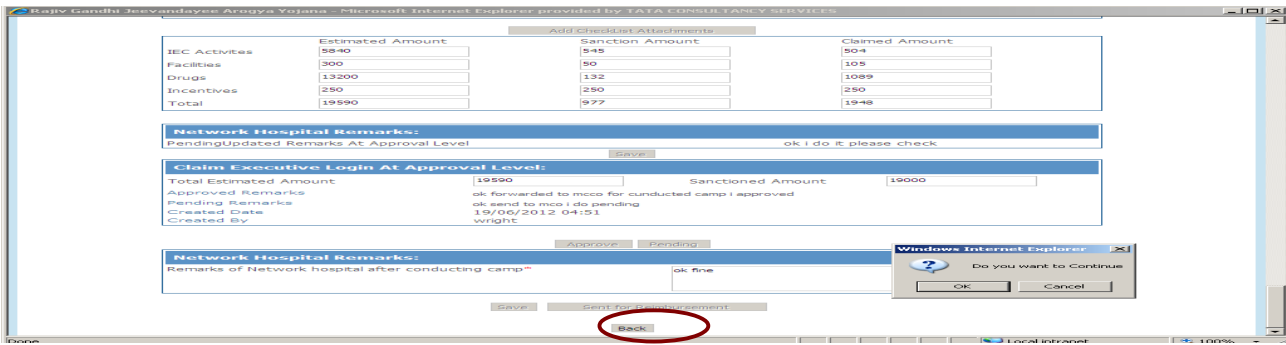 Rajiv Gandhi Jeevandayee Arogya Yojana - Microsoft Internet Explorer provided by TATA CONSULTANCY SERVICES
Add CheckList Attachments
Estimated Amount Sanction Amount Claimed Amount
IEC Activites 5840 545 504
Facilities 300 50 105
Drugs 13200 132 1089
Incentives 250 250 250
Total 19590 977 1948
Network Hospital Remarks:
PendingUpdated Remarks At Approval Level ok i do it please check
Save
Claim Executive Login At Approval Level:
Total Estimated Amount 19590 Sanctioned Amount 19000
Approved Remarks ok forwarded to mcco for cunducted camp i approved
Pending Remarks ok send to mco i do pending
Created Date 19/06/2012 04:51
Created By wright
Approve Pending
Windows Internet Explorer
Network Hospital Remarks:
Remarks of Network hospital after conducting camp* ok fine
Do you want to Continue
OK Cancel
Save Sent for Reimbursement
Back
Done Local intranet 100%